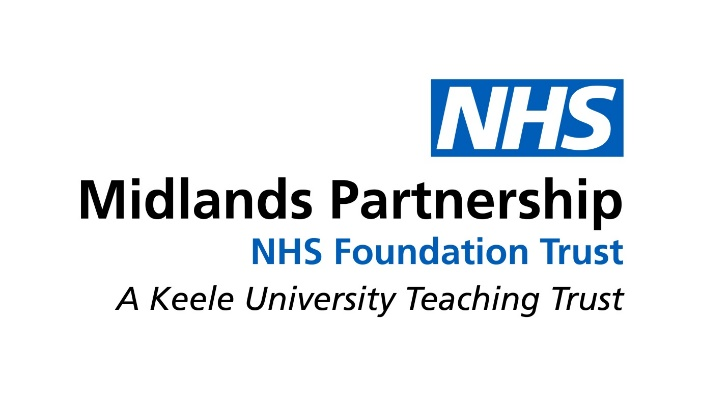 NHS
Midlands Partnership
NHS Foundation Trust
A Keele University Teaching Trust